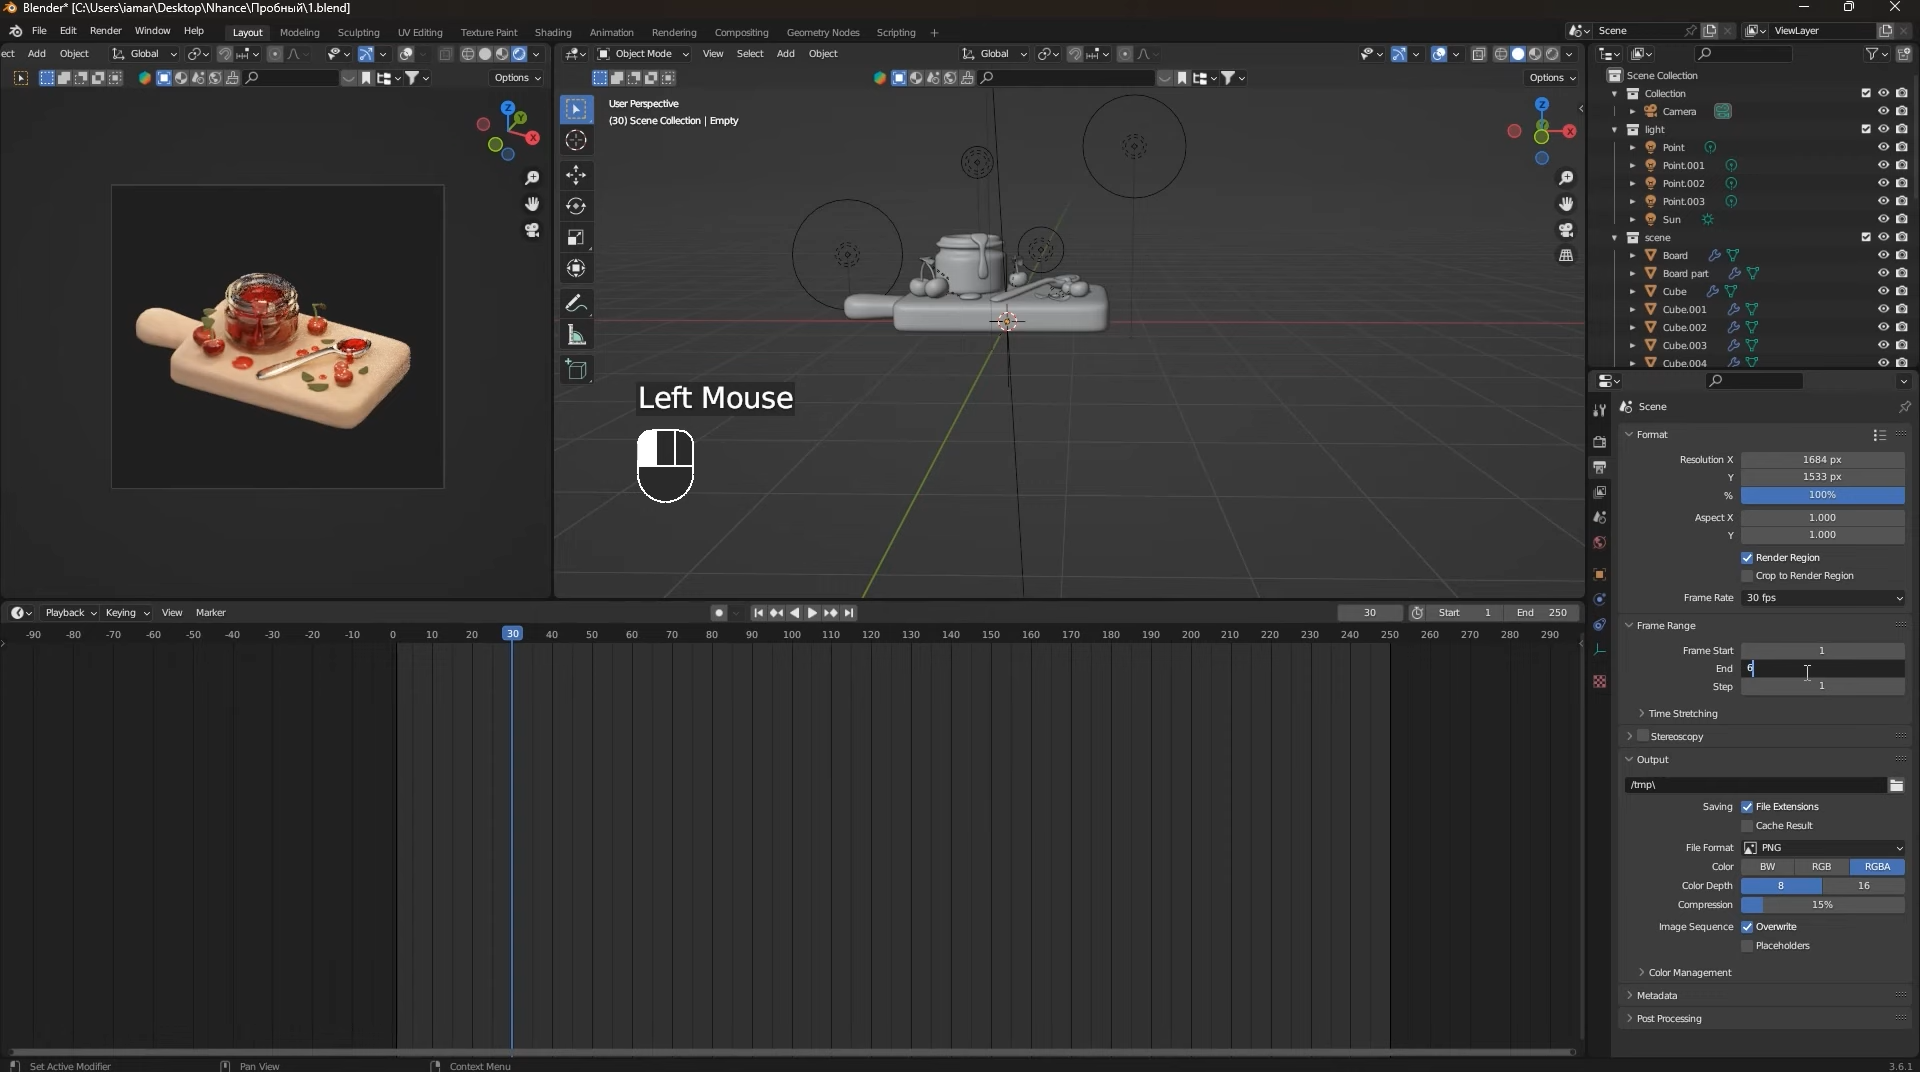 Blender* [C:\Users\iamar\Desktop\Nhance\Пробный\1.blend]
File Edit Render Window Help Layout Modeling Sculpting UV Editing Texture Paint Shading Animation Rendering Compositing Geometry Nodes Scripting + Scene ViewLayer
ect Add Object Global
Options
Object Mode View Select Add Object Global
Options
User Perspective
(30) Scene Collection | Empty
Z
Y
X
Z
X
Left Mouse
Scene Collection
Collection
Camera
light
Point
Point.001
Point.002
Point.003
Sun
scene
Board
Board part
Cube
Cube.001
Cube.002
Cube.003
Cube.004
Scene
Format
Resolution X 1684 px
Y 1533 px
% 100%
Aspect X 1.000
Y 1.000
Render Region
Crop to Render Region
Frame Rate 30 fps
Frame Range
Frame Start 1
End 6
Step 1
Time Stretching
Stereoscopy
Output
/tmp\
Saving File Extensions
Cache Result
File Format PNG
Color BW RGB RGBA
Color Depth 8 16
Compression 15%
Image Sequence Overwrite
Placeholders
Color Management
Metadata
Post Processing
Playback Keying View Marker 30 Start 1 End 250
-90 -80 -70 -60 -50 -40 -30 -20 -10 0 10 20 30 40 50 60 70 80 90 100 110 120 130 140 150 160 170 180 190 200 210 220 230 240 250 260 270 280 290
Set Active Modifier Pan View Context Menu 3.6.1